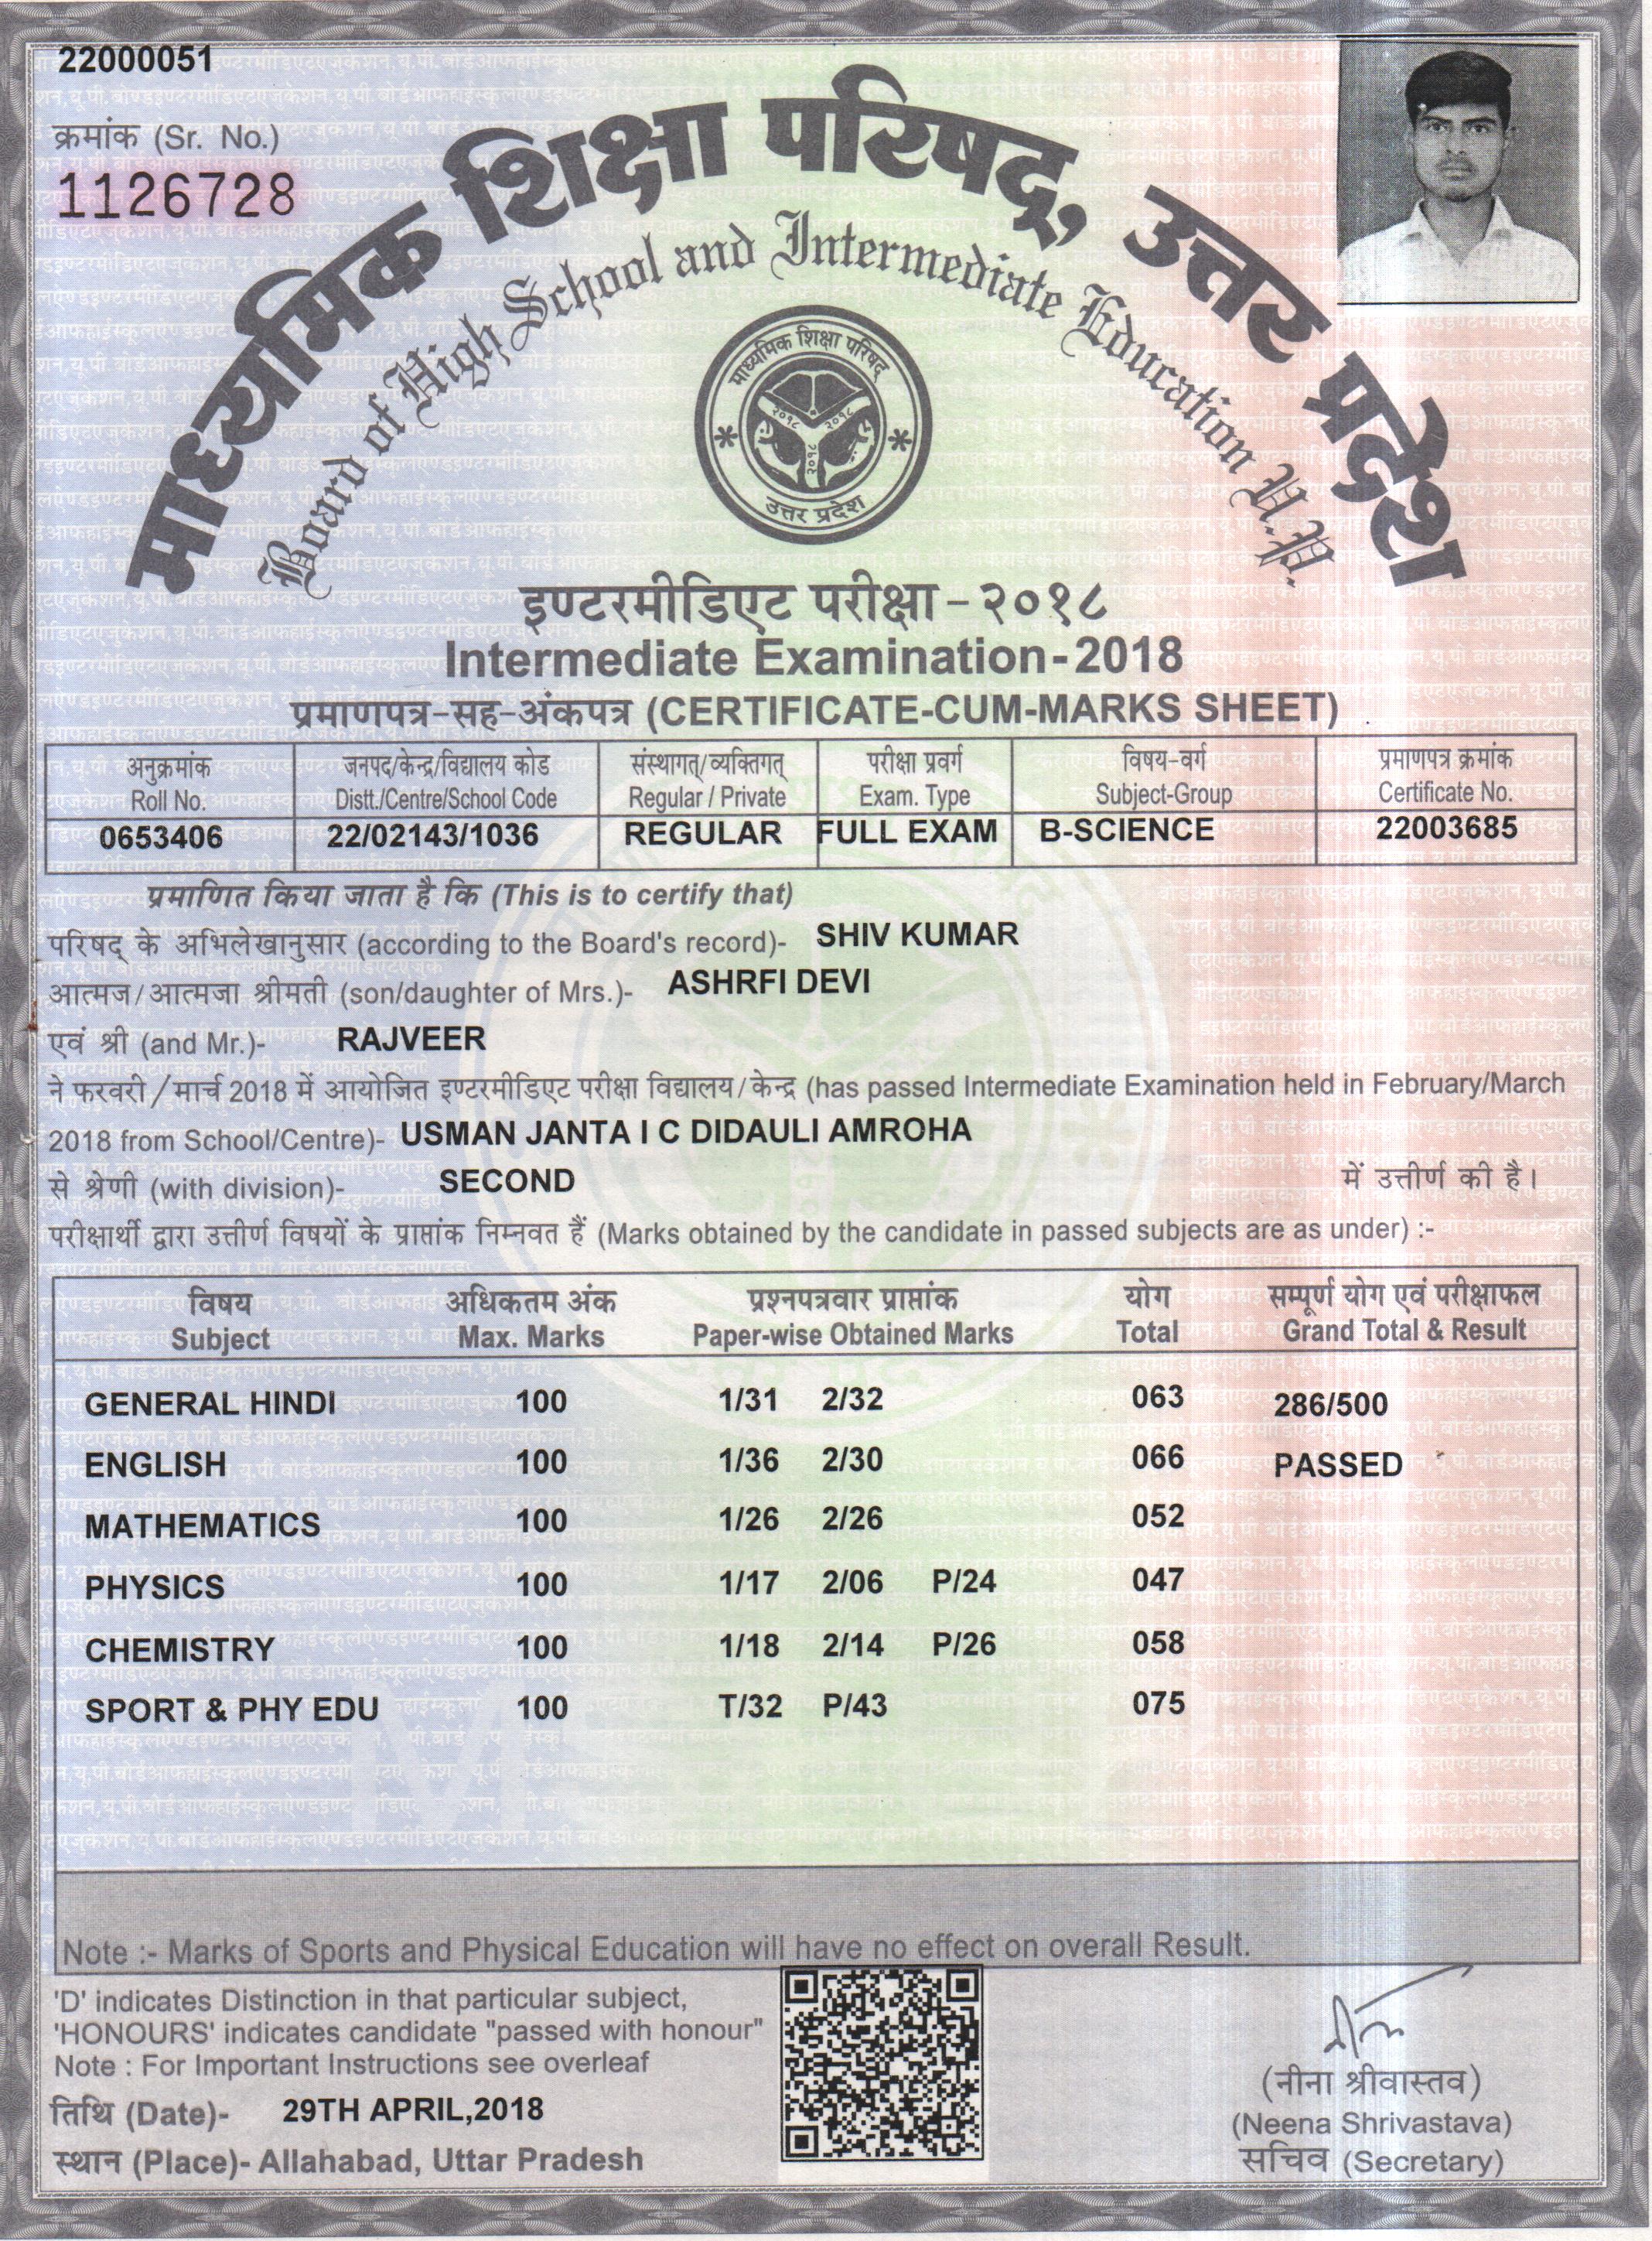 22000051
क्रमांक (Sr. No.)
1126728
माध्यमिक शिक्षा परिषद्, उत्तर प्रदेश
Board of High School and Intermediate Education U.P.
माध्यमिक शिक्षा परिषद्
२०१८ २०१८
२०१८
उत्तर प्रदेश
इण्टरमीडिएट परीक्षा - २०१८
Intermediate Examination - 2018
प्रमाणपत्र-सह-अंकपत्र (CERTIFICATE-CUM-MARKS SHEET)
अनुक्रमांक जनपद/केन्द्र/विद्यालय कोड संस्थागत्/व्यक्तिगत् परीक्षा प्रवर्ग विषय-वर्ग प्रमाणपत्र क्रमांक
Roll No. Distt./Centre/School Code Regular / Private Exam. Type Subject-Group Certificate No.
0653406 22/02143/1036 REGULAR FULL EXAM B-SCIENCE 22003685
प्रमाणित किया जाता है कि (This is to certify that)
परिषद् के अभिलेखानुसार (according to the Board's record)- SHIV KUMAR
आत्मज/आत्मजा श्रीमती (son/daughter of Mrs.)- ASHRFI DEVI
एवं श्री (and Mr.)- RAJVEER
ने फरवरी/मार्च 2018 में आयोजित इण्टरमीडिएट परीक्षा विद्यालय/केन्द्र (has passed Intermediate Examination held in February/March
2018 from School/Centre)- USMAN JANTA I C DIDAULI AMROHA
से श्रेणी (with division)- SECOND में उत्तीर्ण की है।
परीक्षार्थी द्वारा उत्तीर्ण विषयों के प्राप्तांक निम्नवत हैं (Marks obtained by the candidate in passed subjects are as under) :-
विषय अधिकतम अंक प्रश्नपत्रवार प्राप्तांक योग सम्पूर्ण योग एवं परीक्षाफल
Subject Max. Marks Paper-wise Obtained Marks Total Grand Total & Result
GENERAL HINDI 100 1/31 2/32 063 286/500
ENGLISH 100 1/36 2/30 066 PASSED
MATHEMATICS 100 1/26 2/26 052
PHYSICS 100 1/17 2/06 P/24 047
CHEMISTRY 100 1/18 2/14 P/26 058
SPORT & PHY EDU 100 T/32 P/43 075
Note :- Marks of Sports and Physical Education will have no effect on overall Result.
'D' indicates Distinction in that particular subject,
'HONOURS' indicates candidate "passed with honour"
Note : For Important Instructions see overleaf
तिथि (Date)- 29TH APRIL,2018
स्थान (Place)- Allahabad, Uttar Pradesh
(नीना श्रीवास्तव)
(Neena Shrivastava)
सचिव (Secretary)